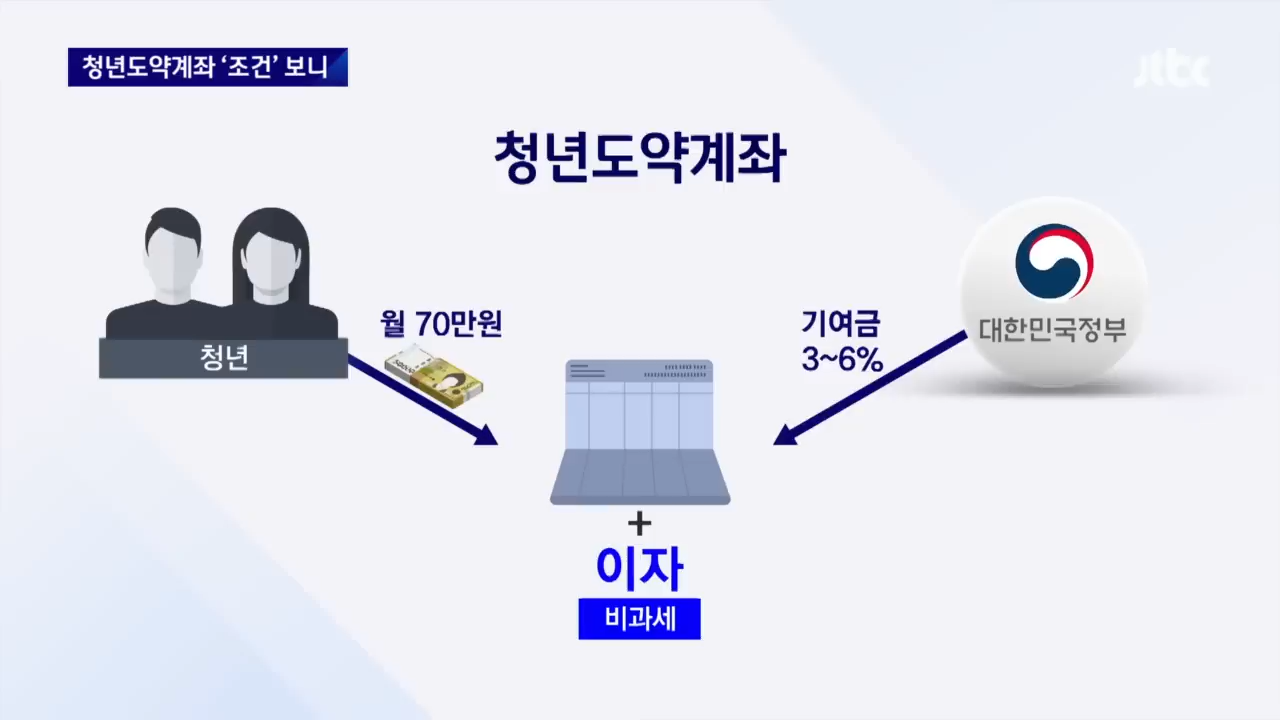 청년도약계좌 ‘조건’ 보니
jtbc
청년도약계좌
월 70만원
청년
기여금
3~6%
대한민국정부
+
이자
비과세